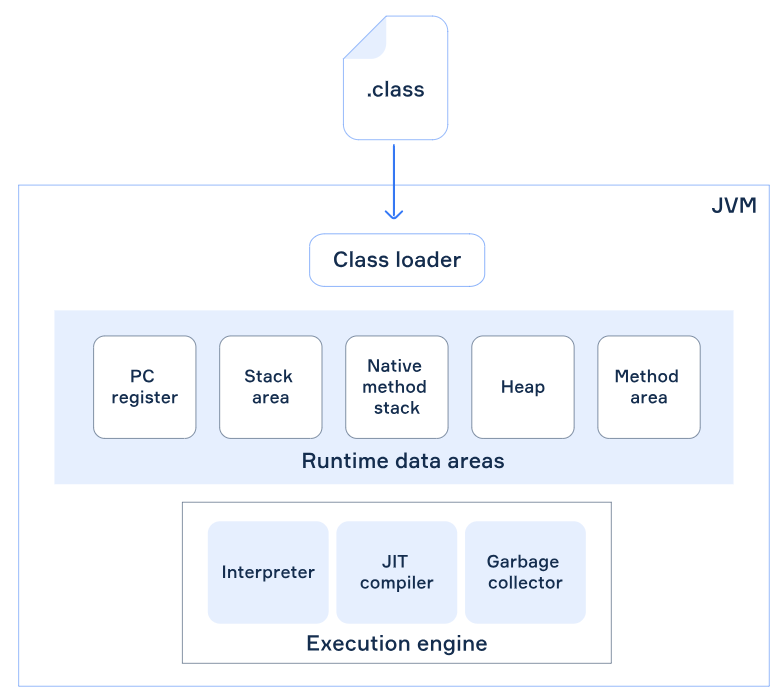 .class
JVM
Class loader
PC
register
Stack
area
Native
method
stack
Heap
Method
area
Runtime data areas
Interpreter
JIT
compiler
Garbage
collector
Execution engine